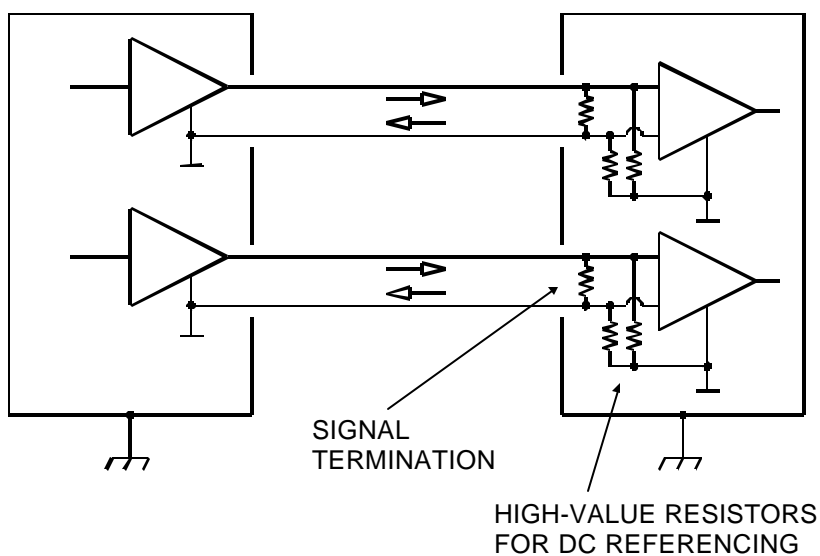 SIGNAL
TERMINATION
HIGH-VALUE RESISTORS
FOR DC REFERENCING